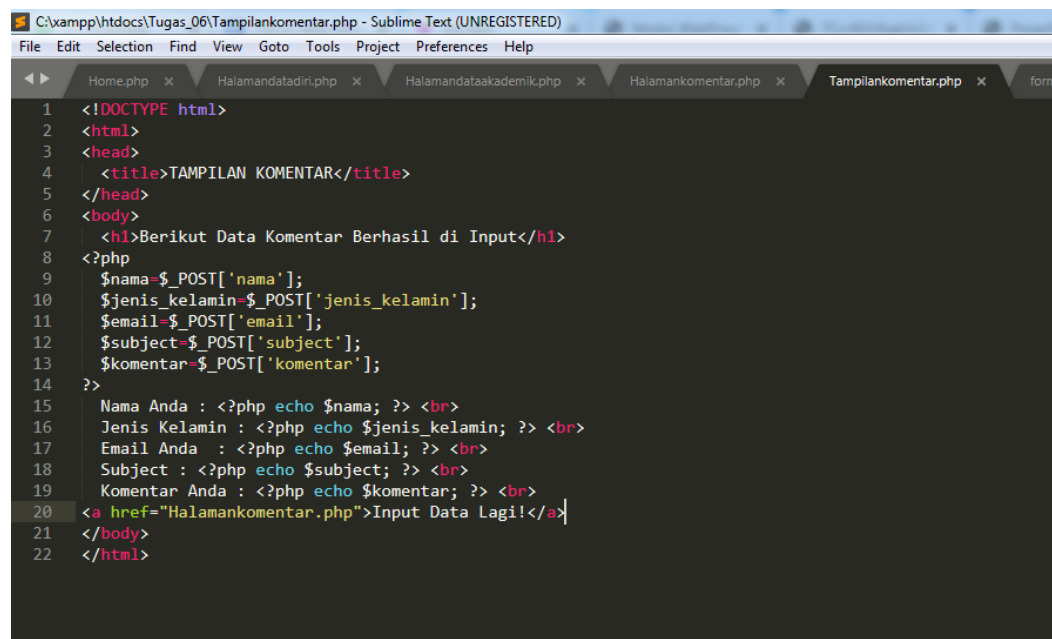 C:\xampp\htdocs\Tugas_06\Tampilankomentar.php - Sublime Text (UNREGISTERED)
File Edit Selection Find View Goto Tools Project Preferences Help
Home.php × Halamandatadiri.php × Halamandataakademik.php × Halamankomentar.php × Tampilankomentar.php × form
1 <!DOCTYPE html>
2 <html>
3 <head>
4   <title>TAMPILAN KOMENTAR</title>
5 </head>
6 <body>
7   <h1>Berikut Data Komentar Berhasil di Input</h1>
8 <?php
9   $nama=$_POST['nama'];
10   $jenis_kelamin=$_POST['jenis_kelamin'];
11   $email=$_POST['email'];
12   $subject=$_POST['subject'];
13   $komentar=$_POST['komentar'];
14 ?>
15   Nama Anda : <?php echo $nama; ?> <br>
16   Jenis Kelamin : <?php echo $jenis_kelamin; ?> <br>
17   Email Anda  : <?php echo $email; ?> <br>
18   Subject : <?php echo $subject; ?> <br>
19   Komentar Anda : <?php echo $komentar; ?> <br>
20 <a href="Halamankomentar.php">Input Data Lagi!</a>
21 </body>
22 </html>